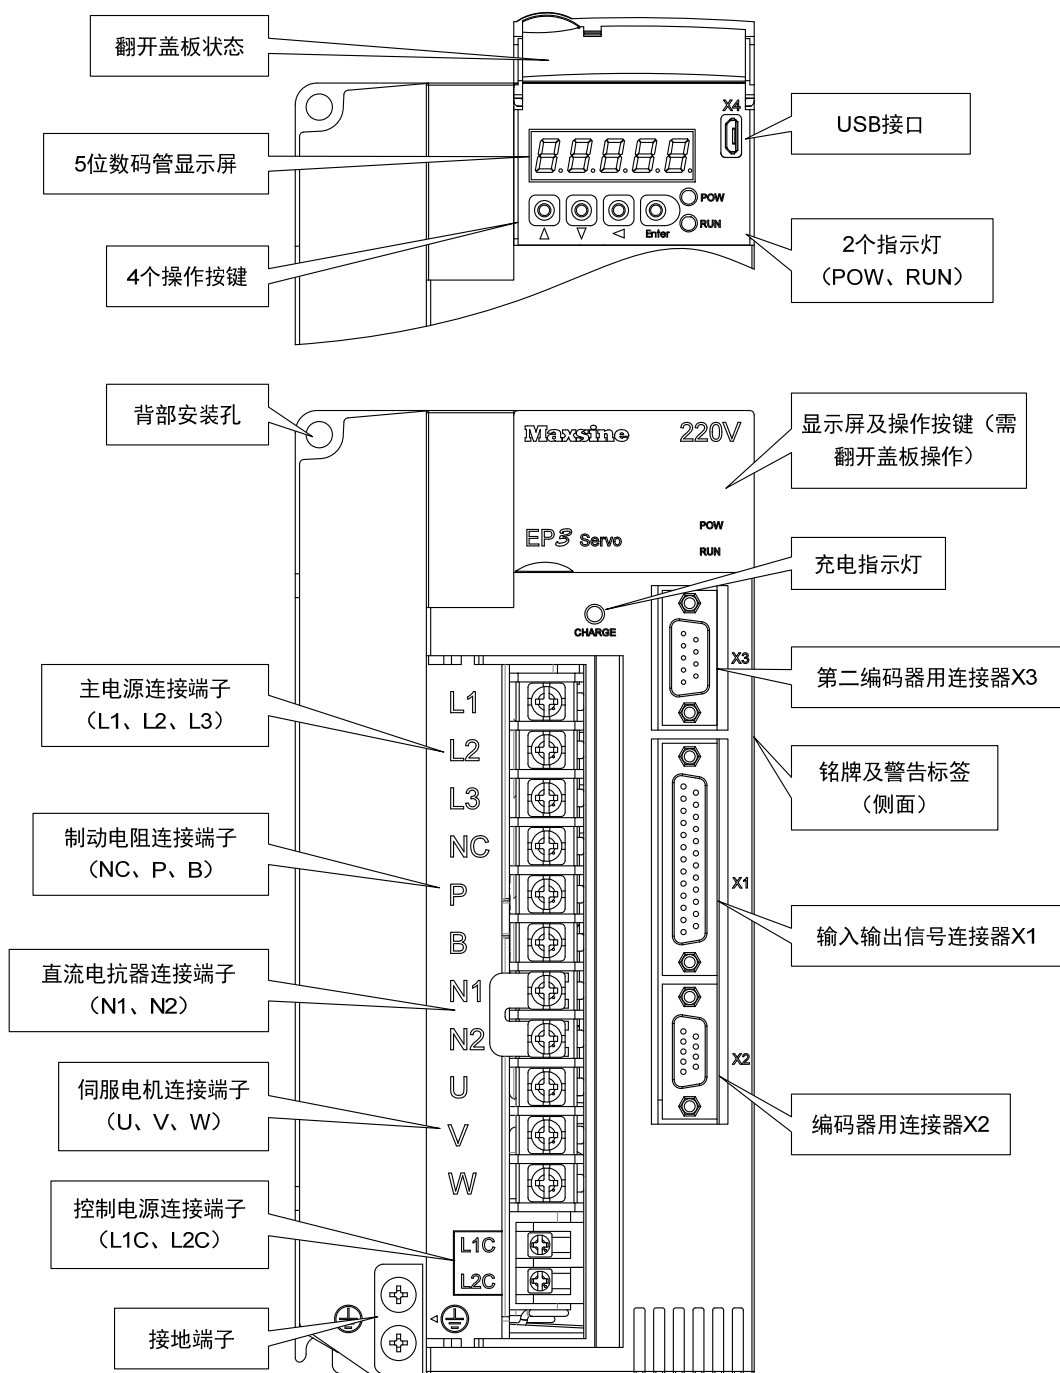 翻开盖板状态
X4
USB接口
5位数码管显示屏
8.8.8.8.8.
POW
RUN
Enter
4个操作按键
2个指示灯
（POW、RUN）
背部安装孔
Maxsine
220V
显示屏及操作按键（需
翻开盖板操作）
POW
EP3 Servo
RUN
充电指示灯
CHARGE
X3
第二编码器用连接器X3
主电源连接端子
（L1、L2、L3）
L1
L2
L3
铭牌及警告标签
（侧面）
制动电阻连接端子
（NC、P、B）
NC
P
B
X1
输入输出信号连接器X1
直流电抗器连接端子
（N1、N2）
N1
N2
X2
伺服电机连接端子
（U、V、W）
U
V
W
编码器用连接器X2
控制电源连接端子
（L1C、L2C）
L1C
L2C
接地端子